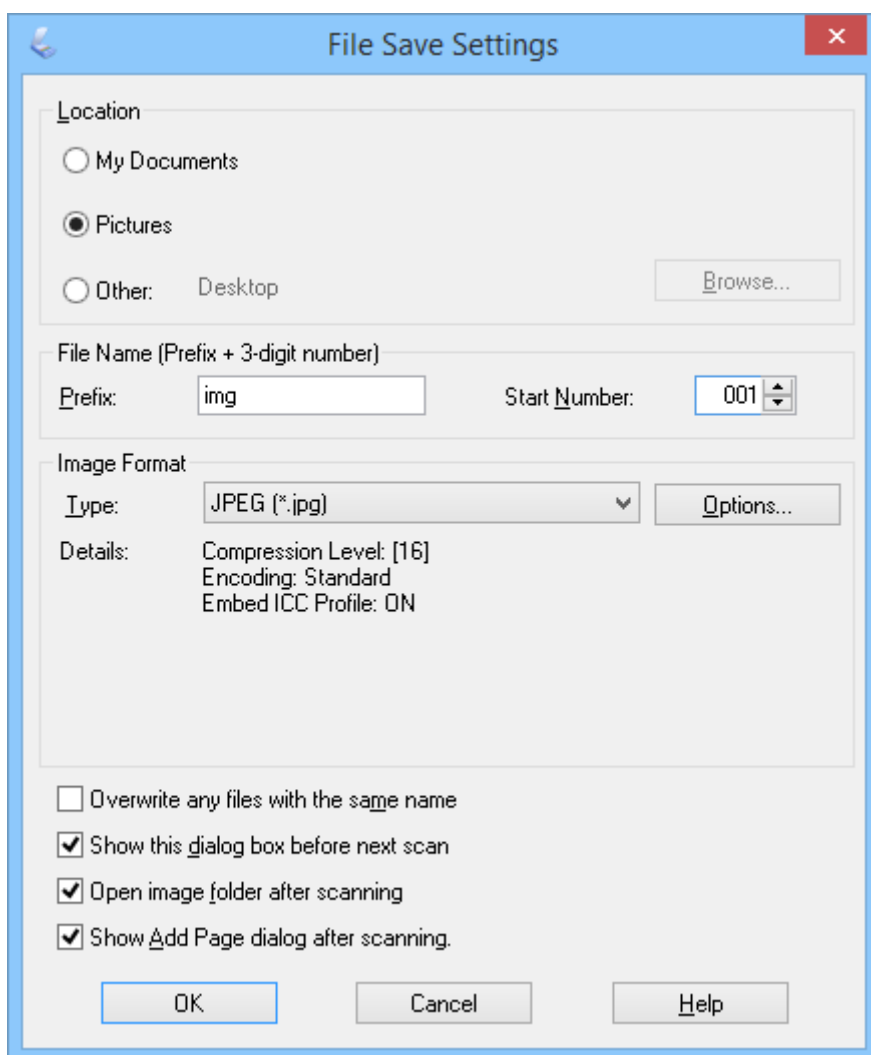 File Save Settings
Location
My Documents
Pictures
Other: Desktop Browse...
File Name (Prefix + 3-digit number)
Prefix: img Start Number: 001
Image Format
Type: JPEG (*.jpg) Options...
Details: Compression Level: [16]
Encoding: Standard
Embed ICC Profile: ON
Overwrite any files with the same name
Show this dialog box before next scan
Open image folder after scanning
Show Add Page dialog after scanning.
OK Cancel Help